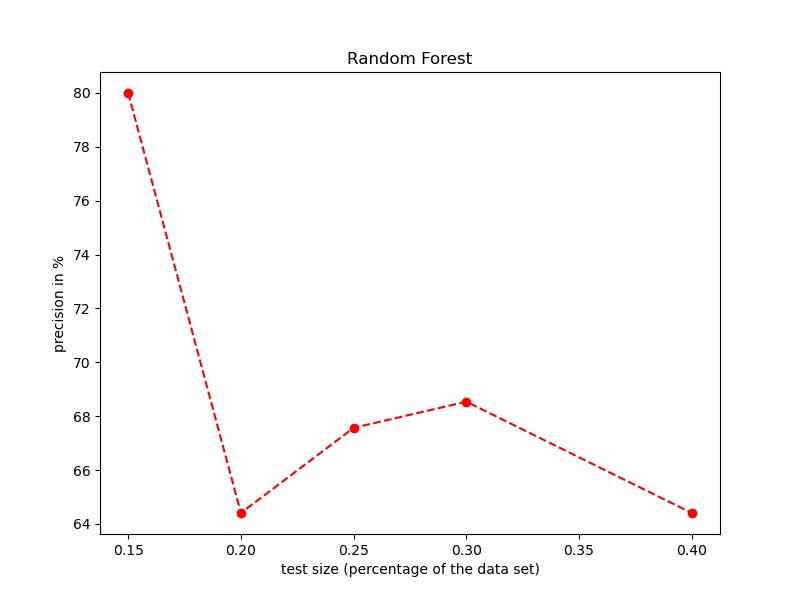 Random Forest
80
78
76
74
72
70
68
66
64
precision in %
0.15 0.20 0.25 0.30 0.35 0.40
test size (percentage of the data set)